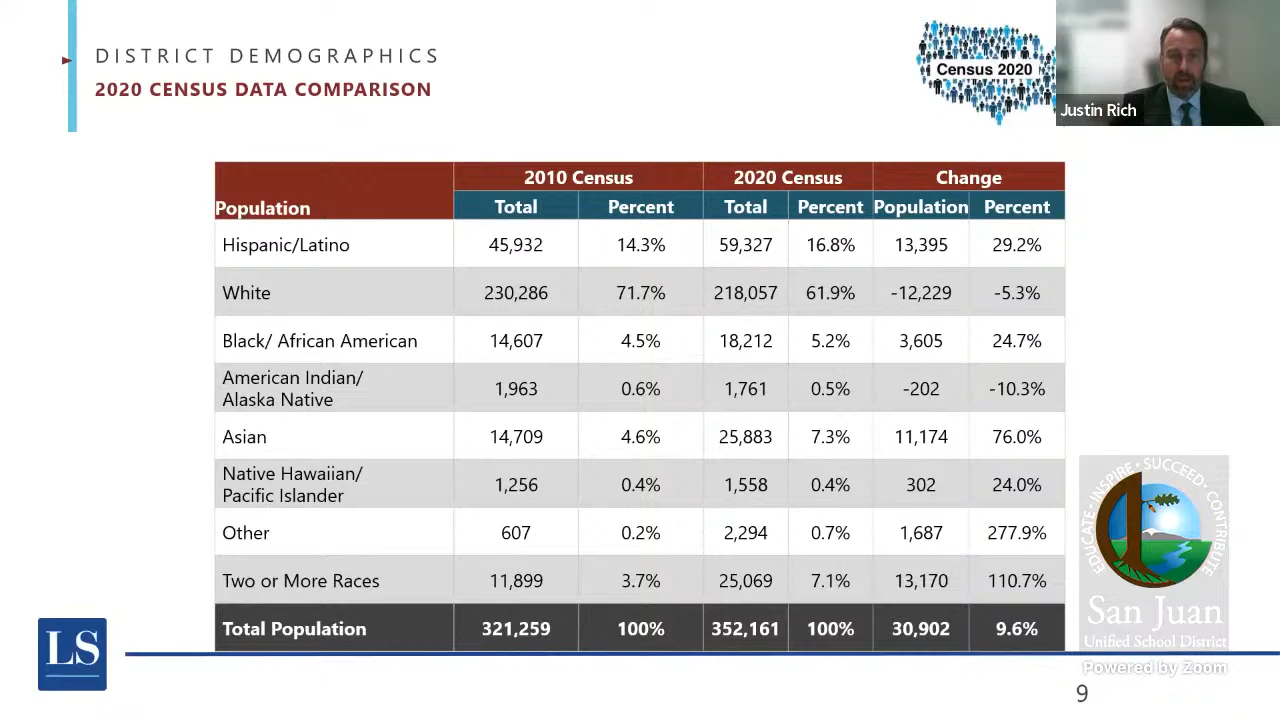 DISTRICT DEMOGRAPHICS
2020 CENSUS DATA COMPARISON
Census 2020
Justin Rich
Population 2010 Census 2020 Census Change
Total Percent Total Percent Population Percent
Hispanic/Latino 45,932 14.3% 59,327 16.8% 13,395 29.2%
White 230,286 71.7% 218,057 61.9% -12,229 -5.3%
Black/ African American 14,607 4.5% 18,212 5.2% 3,605 24.7%
American Indian/
Alaska Native 1,963 0.6% 1,761 0.5% -202 -10.3%
Asian 14,709 4.6% 25,883 7.3% 11,174 76.0%
Native Hawaiian/
Pacific Islander 1,256 0.4% 1,558 0.4% 302 24.0%
Other 607 0.2% 2,294 0.7% 1,687 277.9%
Two or More Races 11,899 3.7% 25,069 7.1% 13,170 110.7%
Total Population 321,259 100% 352,161 100% 30,902 9.6%
EDUCATE • INSPIRE • SUCCEED • CONTRIBUTE
San Juan
Unified School District
Powered by Zoom
LS
9